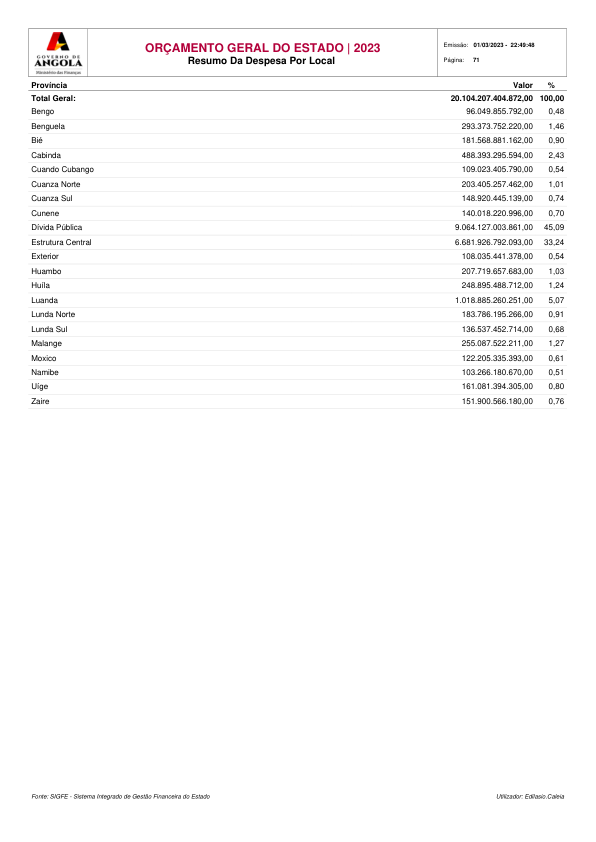 GOVERNO DE
ANGOLA
Ministério das Finanças
ORÇAMENTO GERAL DO ESTADO | 2023
Resumo Da Despesa Por Local
Emissão: 01/03/2023 - 22:49:48
Página: 71
Província Valor %
Total Geral: 20.104.207.404.872,00 100,00
Bengo 96.049.855.792,00 0,48
Benguela 293.373.752.220,00 1,46
Bié 181.568.881.162,00 0,90
Cabinda 488.393.295.594,00 2,43
Cuando Cubango 109.023.405.790,00 0,54
Cuanza Norte 203.405.257.462,00 1,01
Cuanza Sul 148.920.445.139,00 0,74
Cunene 140.018.220.996,00 0,70
Dívida Pública 9.064.127.003.861,00 45,09
Estrutura Central 6.681.926.792.093,00 33,24
Exterior 108.035.441.378,00 0,54
Huambo 207.719.657.683,00 1,03
Huíla 248.895.488.712,00 1,24
Luanda 1.018.885.260.251,00 5,07
Lunda Norte 183.786.195.266,00 0,91
Lunda Sul 136.537.452.714,00 0,68
Malange 255.087.522.211,00 1,27
Moxico 122.205.335.393,00 0,61
Namibe 103.266.180.670,00 0,51
Uíge 161.081.394.305,00 0,80
Zaire 151.900.566.180,00 0,76
Fonte: SIGFE - Sistema Integrado de Gestão Financeira do Estado
Utilizador: Edilasio.Caleia